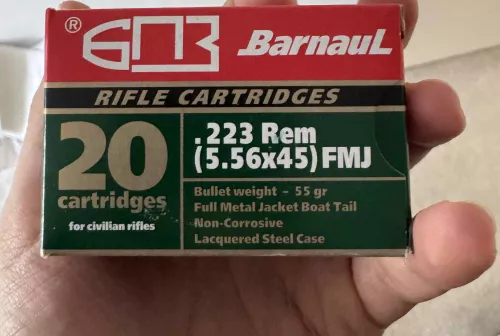 ® БПЗ Barnaul
RIFLE CARTRIDGES
20
cartridges
for civilian rifles
.223 Rem
(5.56x45) FMJ
Bullet weight - 55 gr
Full Metal Jacket Boat Tail
Non-Corrosive
Lacquered Steel Case